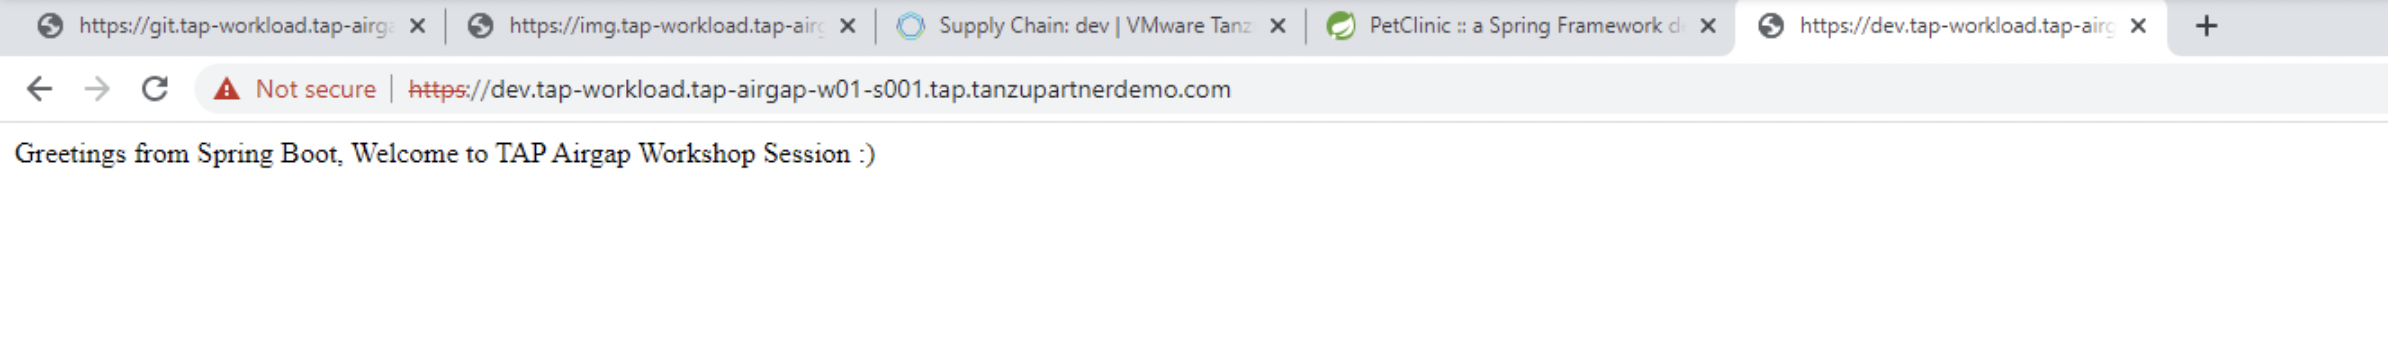 https://git.tap-workload.tap-airga
https://img.tap-workload.tap-airg
Supply Chain: dev | VMware Tanz
PetClinic :: a Spring Framework d
https://dev.tap-workload.tap-airg
Not secure | https://dev.tap-workload.tap-airgap-w01-s001.tap.tanzupartnerdemo.com
Greetings from Spring Boot, Welcome to TAP Airgap Workshop Session :)